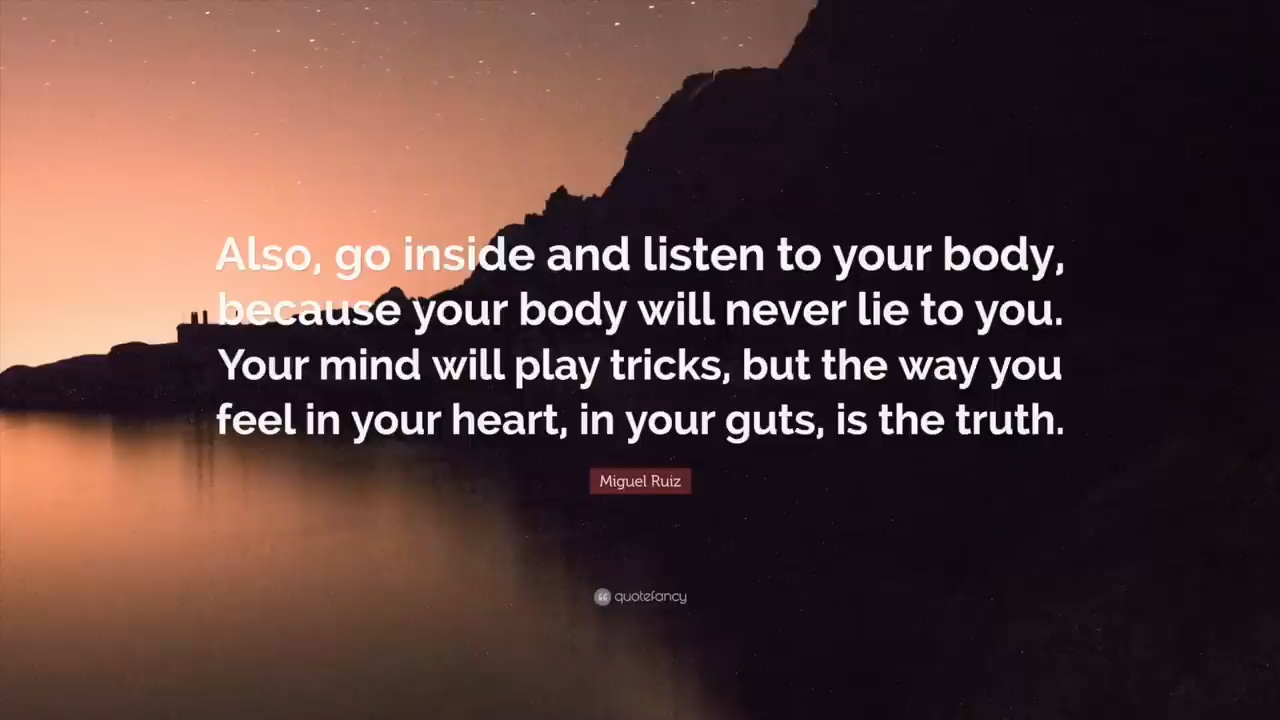 Also, go inside and listen to your body,
because your body will never lie to you.
Your mind will play tricks, but the way you
feel in your heart, in your guts, is the truth.
Miguel Ruiz
quotefancy